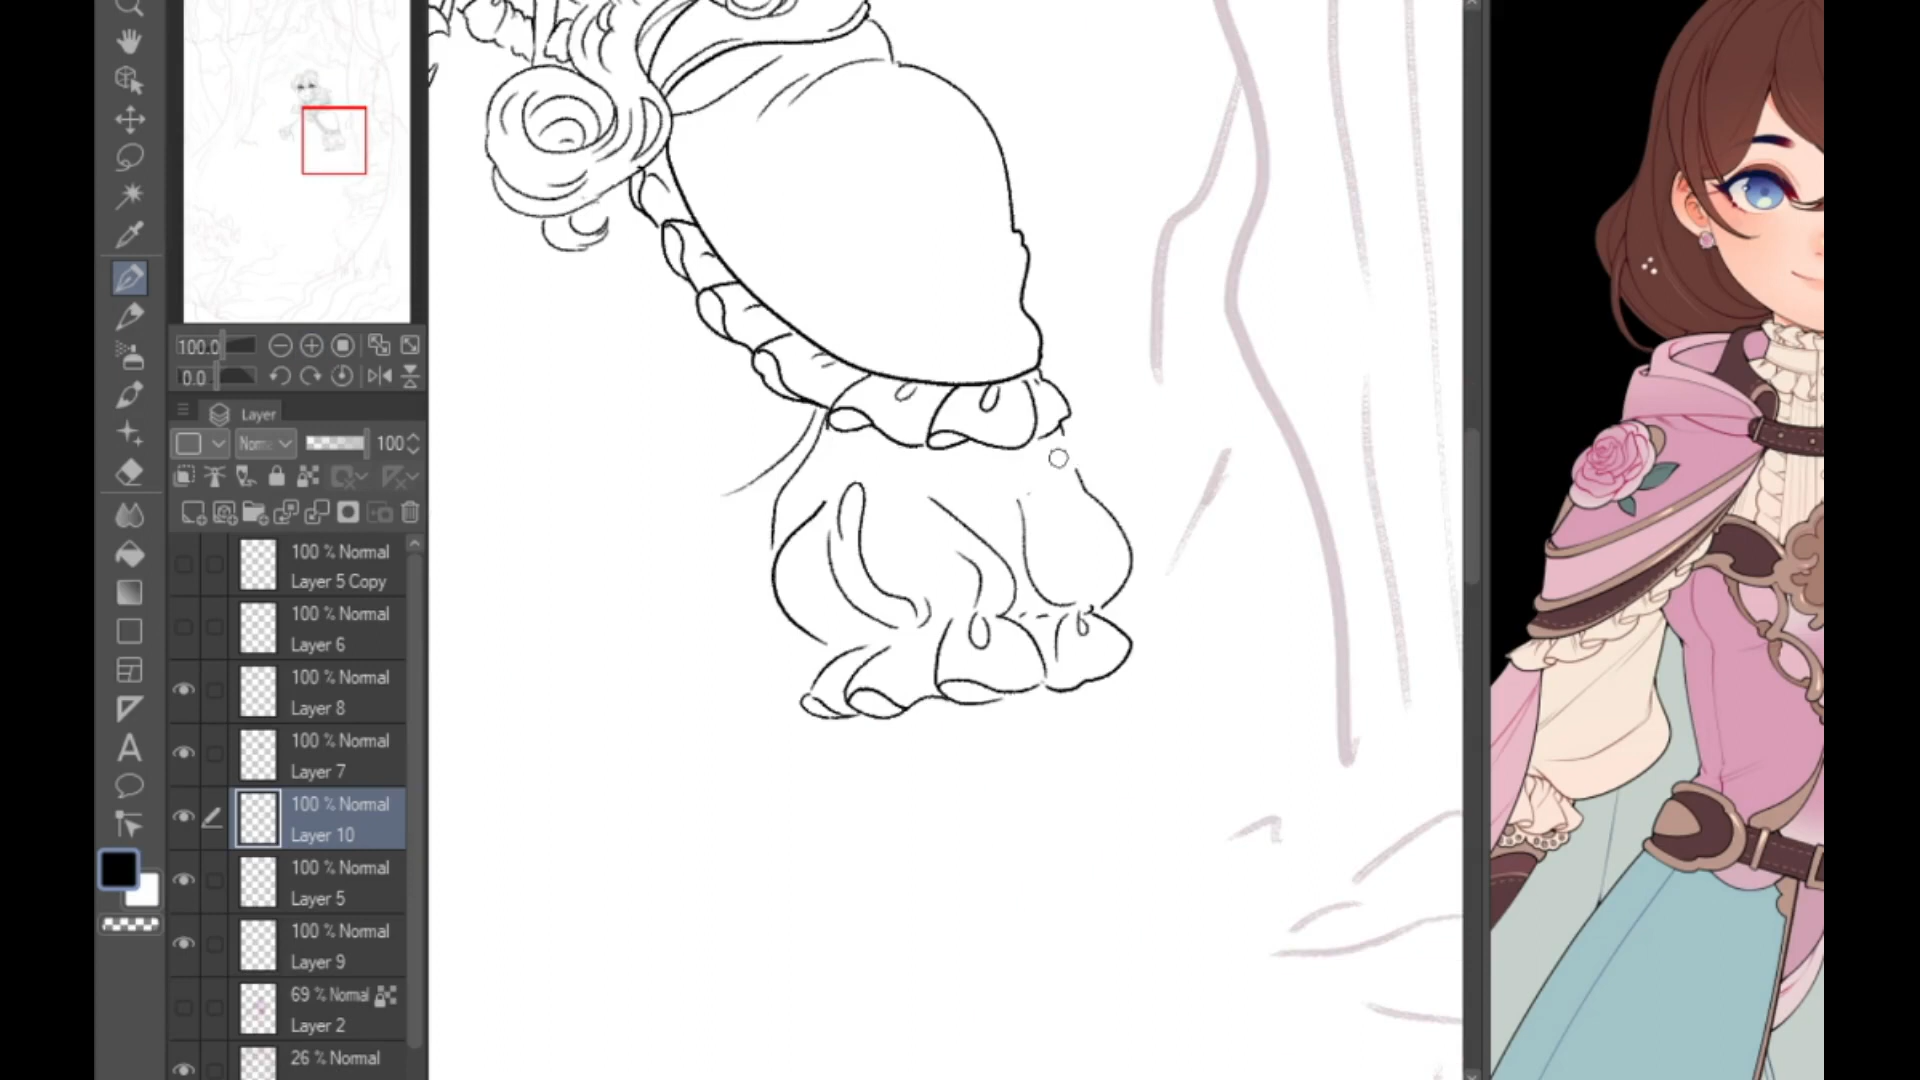 100.0
0.0
Layer
Norma
100
100 % Normal
Layer 5 Copy
100 % Normal
Layer 6
100 % Normal
Layer 8
100 % Normal
Layer 7
100 % Normal
Layer 10
100 % Normal
Layer 5
100 % Normal
Layer 9
69 % Normal
Layer 2
26 % Normal